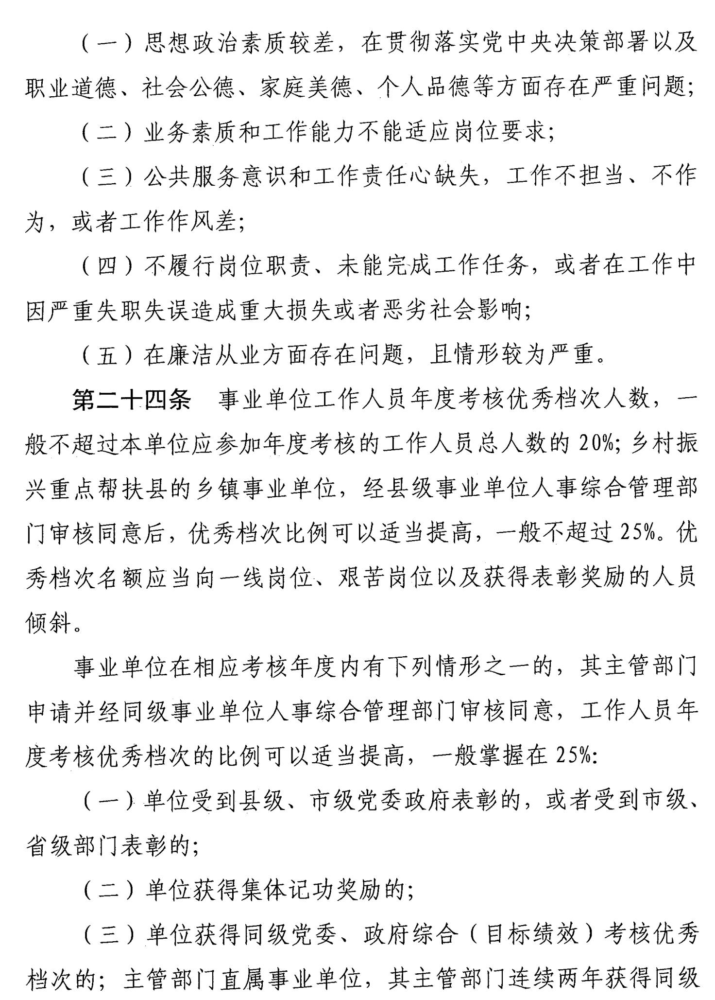 （一）思想政治素质较差，在贯彻落实党中央决策部署以及
职业道德、社会公德、家庭美德、个人品德等方面存在严重问题；
（二）业务素质和工作能力不能适应岗位要求；
（三）公共服务意识和工作责任心缺失，工作不担当、不作
为，或者工作作风差；
（四）不履行岗位职责、未能完成工作任务，或者在工作中
因严重失职失误造成重大损失或者恶劣社会影响；
（五）在廉洁从业方面存在问题，且情形较为严重。
第二十四条　事业单位工作人员年度考核优秀档次人数，一
般不超过本单位应参加年度考核的工作人员总人数的 20%；乡村振
兴重点帮扶县的乡镇事业单位，经县级事业单位人事综合管理部
门审核同意后，优秀档次比例可以适当提高，一般不超过 25%。优
秀档次名额应当向一线岗位、艰苦岗位以及获得表彰奖励的人员
倾斜。
事业单位在相应考核年度内有下列情形之一的，其主管部门
申请并经同级事业单位人事综合管理部门审核同意，工作人员年
度考核优秀档次的比例可以适当提高，一般掌握在 25%：
（一）单位受到县级、市级党委政府表彰的，或者受到市级、
省级部门表彰的；
（二）单位获得集体记功奖励的；
（三）单位获得同级党委、政府综合（目标绩效）考核优秀
档次的；主管部门直属事业单位，其主管部门连续两年获得同级